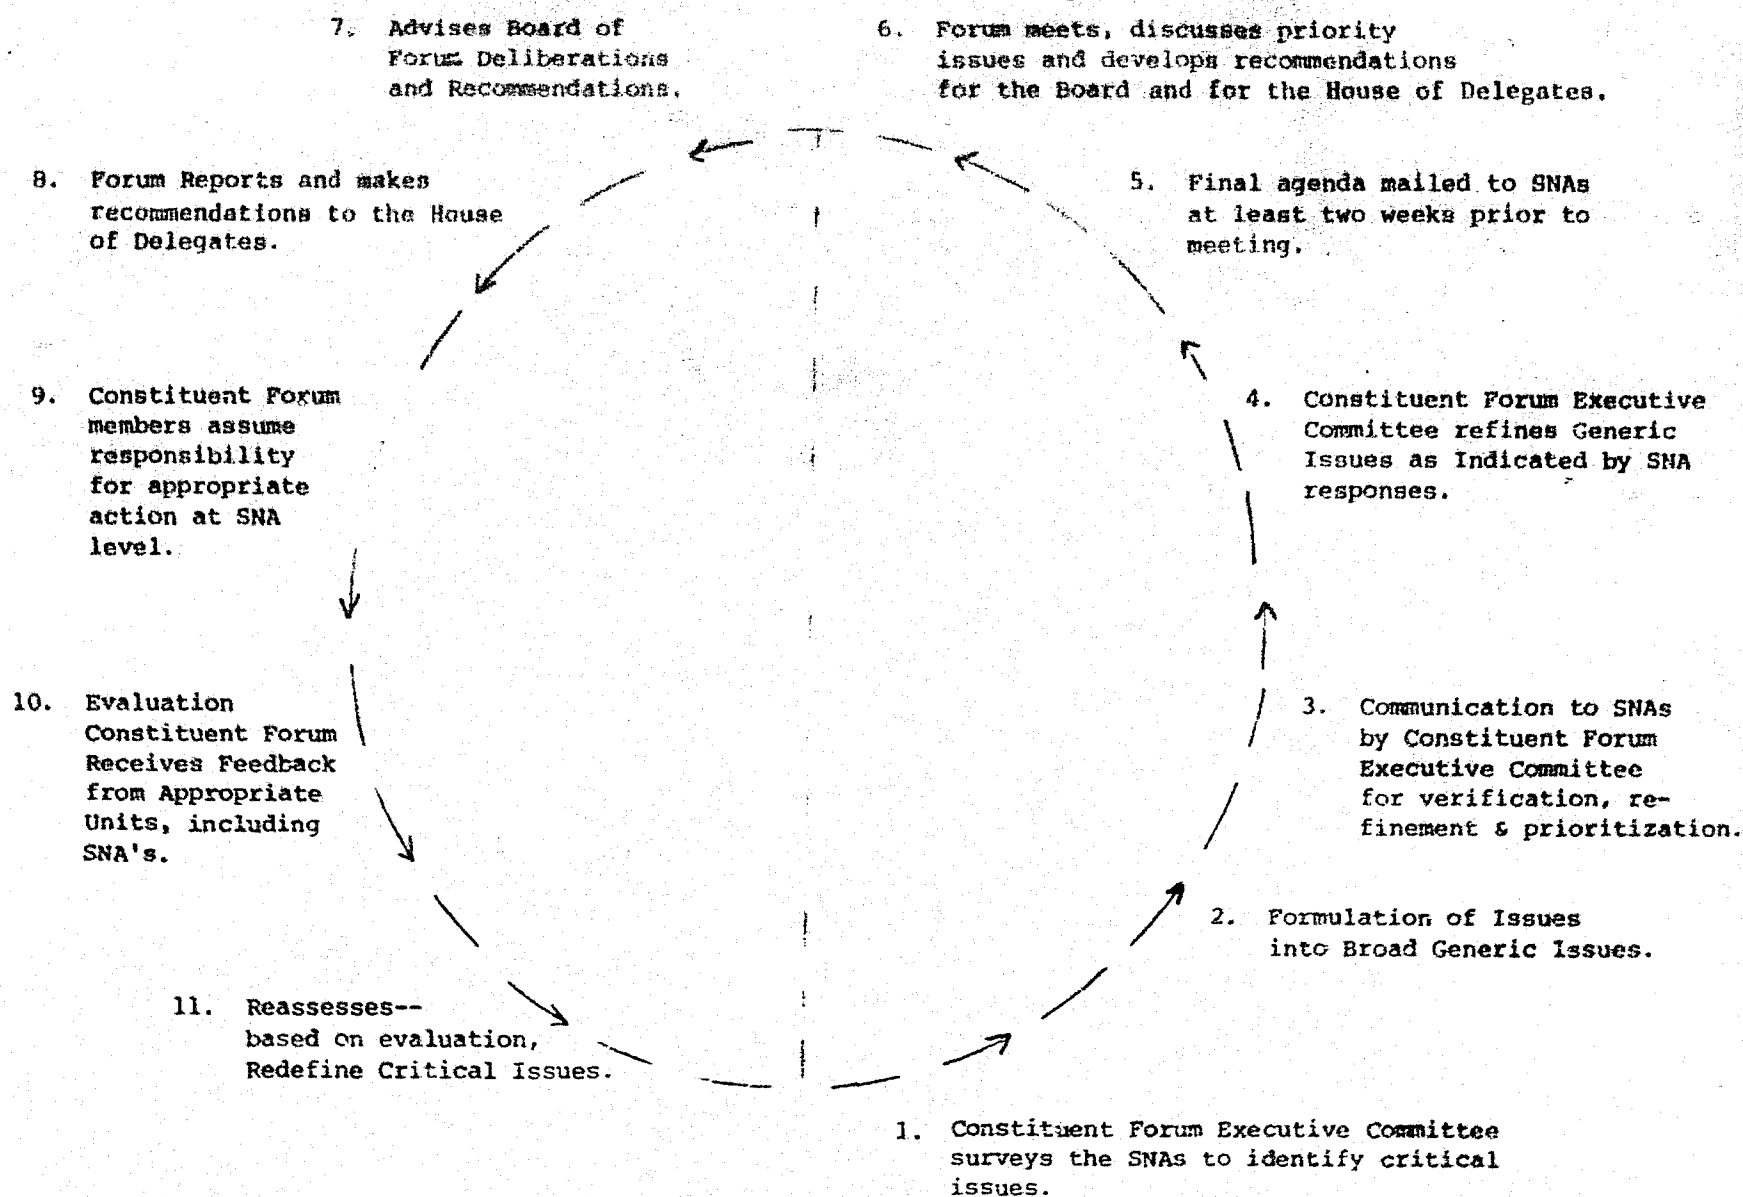 7. Advises Board of
Forum Deliberations
and Recommendations.
6. Forum meets, discusses priority
issues and develops recommendations
for the Board and for the House of Delegates.
8. Forum Reports and makes
recommendations to the House
of Delegates.
5. Final agenda mailed to SNAs
at least two weeks prior to
meeting.
9. Constituent Forum
members assume
responsibility
for appropriate
action at SNA
level.
4. Constituent Forum Executive
Committee refines Generic
Issues as Indicated by SNA
responses.
10. Evaluation
Constituent Forum
Receives Feedback
from Appropriate
Units, including
SNA's.
3. Communication to SNAs
by Constituent Forum
Executive Committee
for verification, re-
finement & prioritization.
2. Formulation of Issues
into Broad Generic Issues.
11. Reassesses--
based on evaluation,
Redefine Critical Issues.
1. Constituent Forum Executive Committee
surveys the SNAs to identify critical
issues.